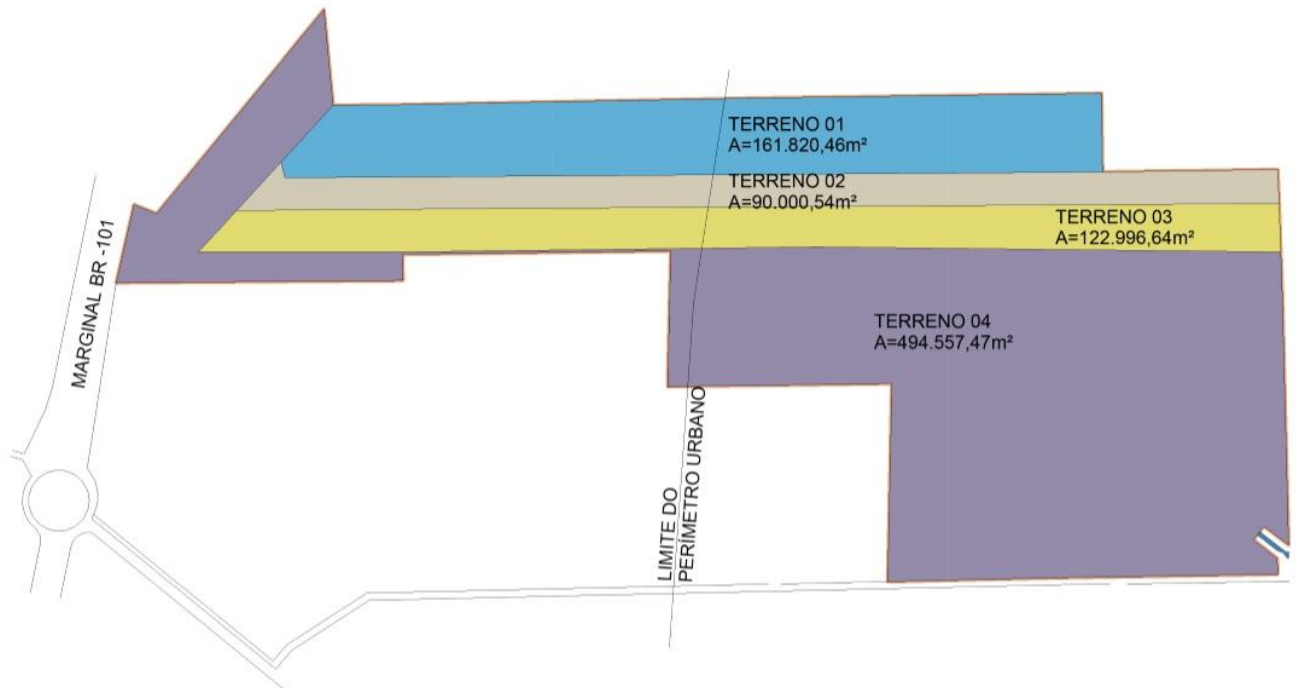 TERRENO 01
A=161.820,46m²
TERRENO 02
A=90.000,54m²
TERRENO 03
A=122.996,64m²
TERRENO 04
A=494.557,47m²
MARGINAL BR -101
LIMITE DO
PERÍMETRO URBANO